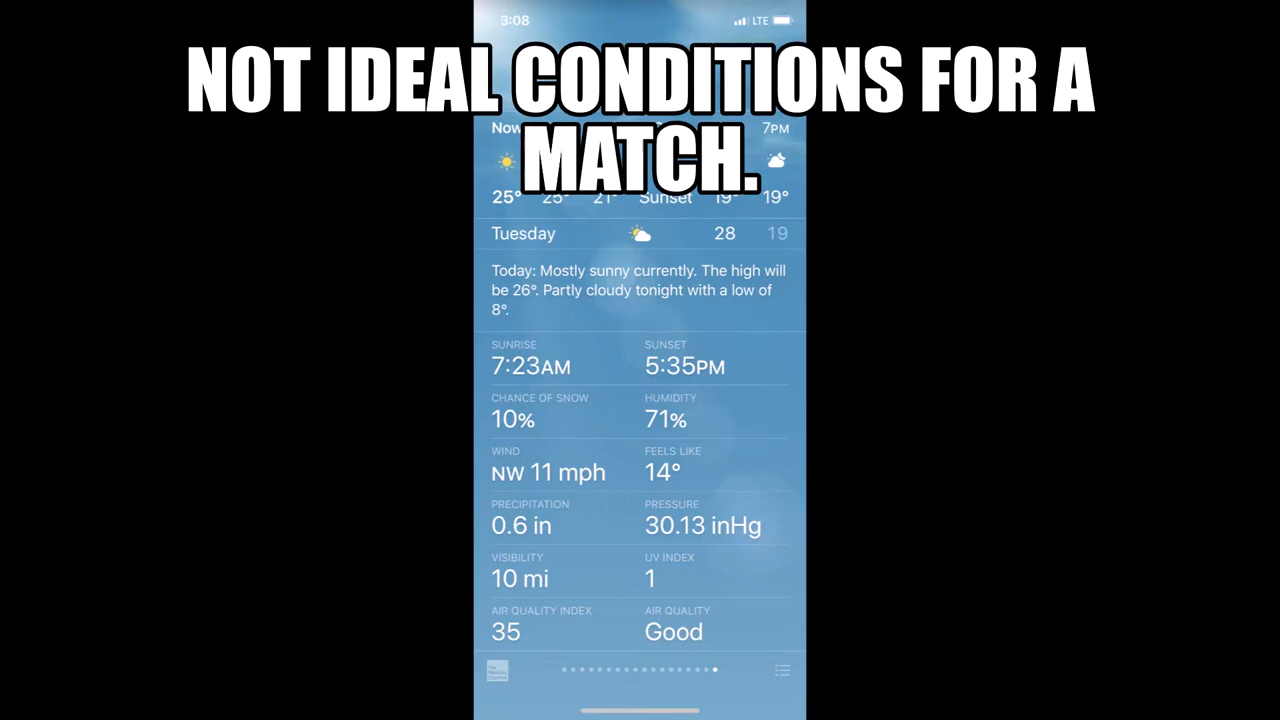 3:08 LTE
NOT IDEAL CONDITIONS FOR A
MATCH.
Now 7PM
25° 25° 21° Sunset 19° 19°
Tuesday 28 19
Today: Mostly sunny currently. The high will
be 26°. Partly cloudy tonight with a low of
8°.
SUNRISE SUNSET
7:23AM 5:35PM
CHANCE OF SNOW HUMIDITY
10% 71%
WIND FEELS LIKE
NW 11 mph 14°
PRECIPITATION PRESSURE
0.6 in 30.13 inHg
VISIBILITY UV INDEX
10 mi 1
AIR QUALITY INDEX AIR QUALITY
35 Good